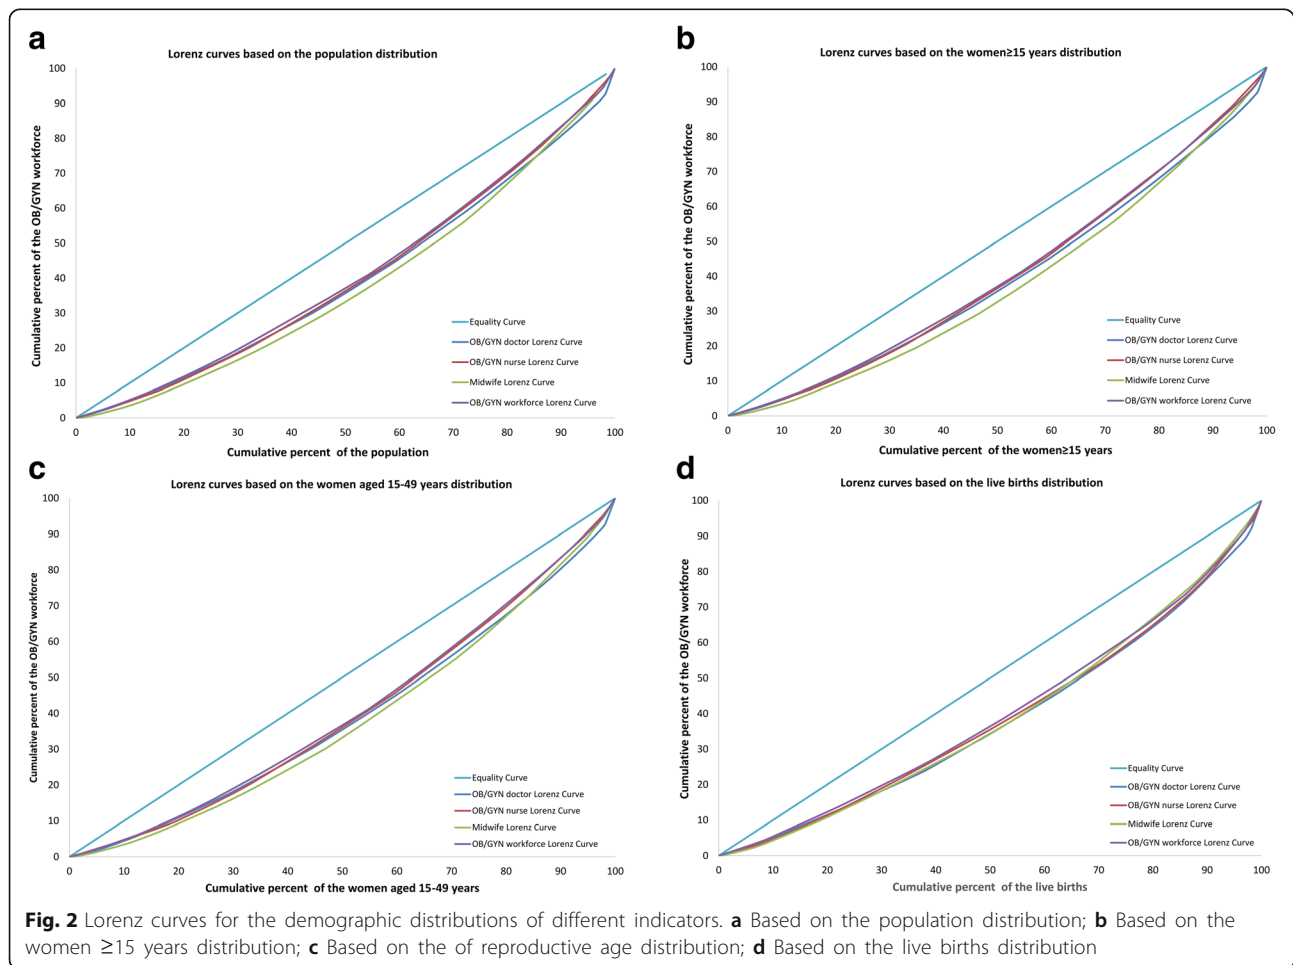 a
Lorenz curves based on the population distribution
Cumulative percent of the OB/GYN workforce
100
90
80
70
60
50
40
30
20
10
0
Equality Curve
OB/GYN doctor Lorenz Curve
OB/GYN nurse Lorenz Curve
Midwife Lorenz Curve
OB/GYN workforce Lorenz Curve
0 10 20 30 40 50 60 70 80 90 100
Cumulative percent of the population
b
Lorenz curves based on the women≥15 years distribution
Cumulative percent of the OB/GYN workforce
100
90
80
70
60
50
40
30
20
10
0
Equality Curve
OB/GYN doctor Lorenz Curve
OB/GYN nurse Lorenz Curve
Midwife Lorenz Curve
OB/GYN workforce Lorenz Curve
0 10 20 30 40 50 60 70 80 90 100
Cumulative percent of the women≥15 years
c
Lorenz curves based on the women aged 15-49 years distribution
Cumulative percent of the OB/GYN workforce
100
90
80
70
60
50
40
30
20
10
0
Equality Curve
OB/GYN doctor Lorenz Curve
OB/GYN nurse Lorenz Curve
Midwife Lorenz Curve
OB/GYN workforce Lorenz Curve
0 10 20 30 40 50 60 70 80 90 100
Cumulative percent of the women aged 15-49 years
d
Lorenz curves based on the live births distribution
Cumulative percent of the OB/GYN workforce
100
90
80
70
60
50
40
30
20
10
0
Equality Curve
OB/GYN doctor Lorenz Curve
OB/GYN nurse Lorenz Curve
Midwife Lorenz Curve
OB/GYN workforce Lorenz Curve
0 10 20 30 40 50 60 70 80 90 100
Cumulative percent of the live births
Fig. 2 Lorenz curves for the demographic distributions of different indicators. a Based on the population distribution; b Based on the
women ≥15 years distribution; c Based on the of reproductive age distribution; d Based on the live births distribution